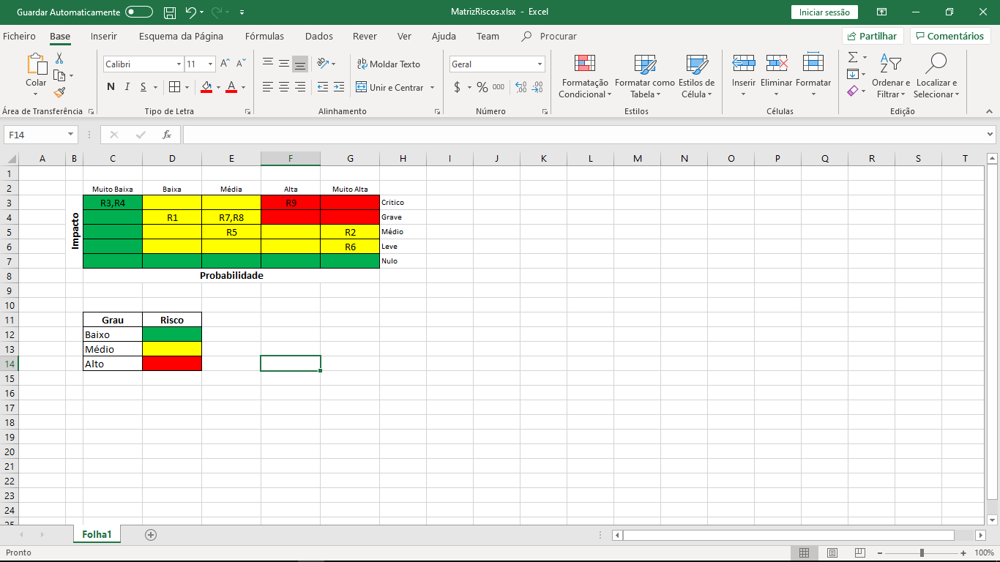 Guardar Automaticamente
MatrizRiscos.xlsx - Excel
Iniciar sessão
Ficheiro Base Inserir Esquema da Página Fórmulas Dados Rever Ver Ajuda Team Procurar
Partilhar Comentários
Colar
Calibri 11
N I S A
A A
ab Moldar Texto
Unir e Centrar
Geral
$ % 000
Formatação Condicional
Formatar como Tabela
Estilos de Célula
Inserir Eliminar Formatar
Ordenar e Filtrar
Localizar e Selecionar
Área de Transferência Tipo de Letra Alinhamento Número Estilos Células Edição
F14 fx
A B C D E F G H I J K L M N O P Q R S T
1
2 Muito Baixa Baixa Média Alta Muito Alta
3 R3,R4 R9 Critico
4 R1 R7,R8 Grave
Impacto
5 R5 R2 Médio
6 R6 Leve
7 Nulo
8 Probabilidade
9
10
11 Grau Risco
12 Baixo
13 Médio
14 Alto
15
16
17
18
19
20
21
22
23
24
25
Folha1
Pronto
100%